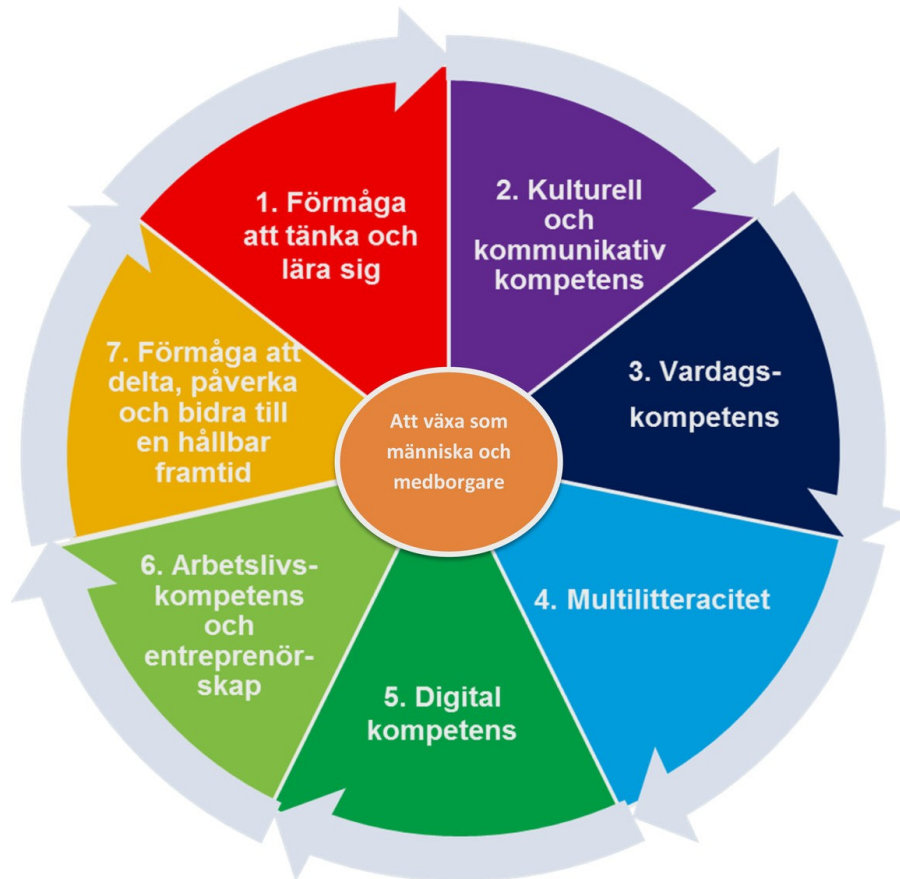 1. Förmåga
att tänka och
lära sig
2. Kulturell
och
kommunikativ
kompetens
3. Vardags-
kompetens
4. Multilitteracitet
5. Digital
kompetens
6. Arbetslivs-
kompetens
och
entreprenör-
skap
7. Förmåga att
delta, påverka
och bidra till
en hållbar
framtid
Att växa som
människa och
medborgare